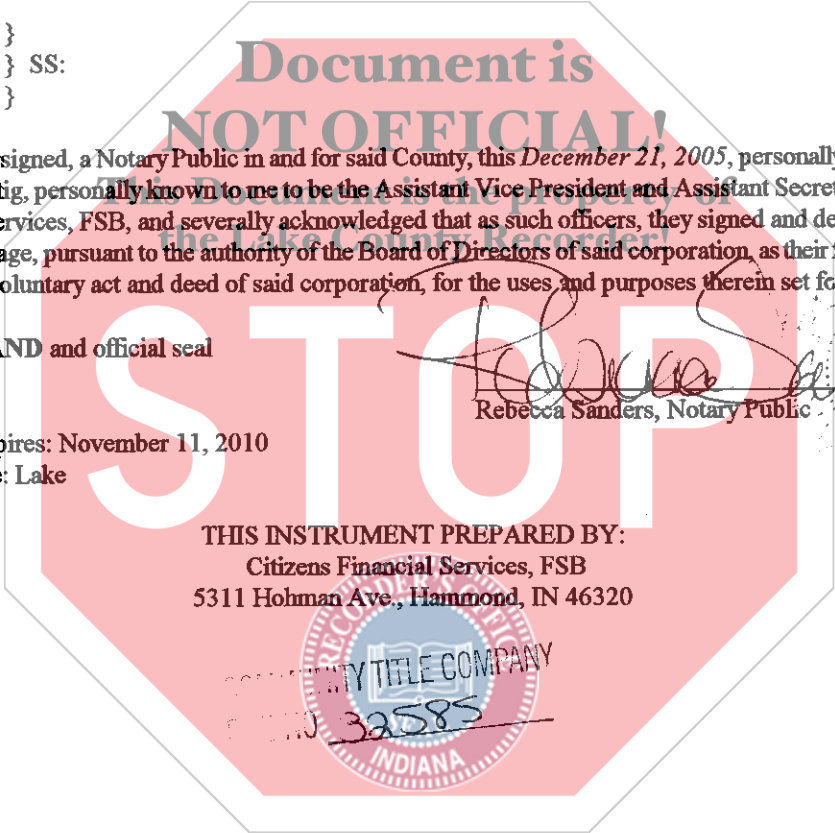 }
} SS:
}
Document is
NOT OFFICIAL!
This Document is the property of
the Lake County Recorder!
signed, a Notary Public in and for said County, this December 21, 2005, personally
tig, personally known to me to be the Assistant Vice President and Assistant Secret
ervices, FSB, and severally acknowledged that as such officers, they signed and de
age, pursuant to the authority of the Board of Directors of said corporation, as their
oluntary act and deed of said corporation, for the uses and purposes therein set fo
AND and official seal
STOP
Rebecca Sanders, Notary Public
pires: November 11, 2010
e: Lake
THIS INSTRUMENT PREPARED BY:
Citizens Financial Services, FSB
5311 Hohman Ave., Hammond, IN 46320
RECORDER'S OFFICE
TY TITLE COMPANY
32585
SEAL
INDIANA